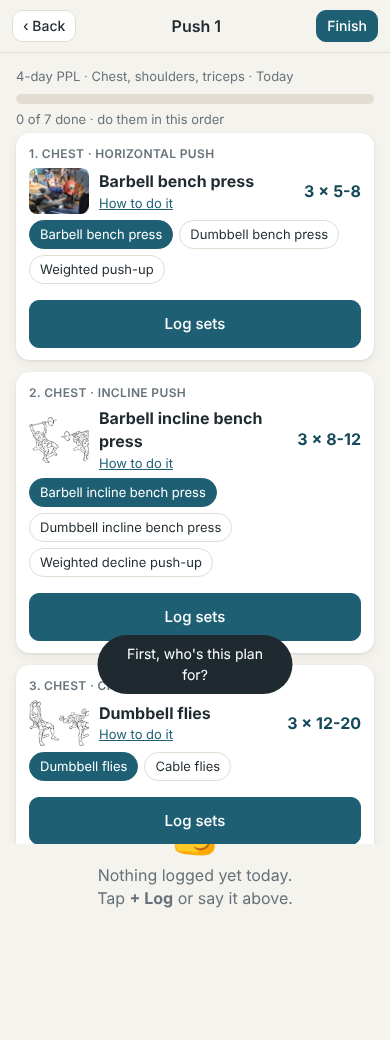 ‹ Back
Push 1
Finish
4-day PPL · Chest, shoulders, triceps · Today
0 of 7 done · do them in this order
1. CHEST · HORIZONTAL PUSH
Barbell bench press
How to do it
3 × 5-8
Barbell bench press
Dumbbell bench press
Weighted push-up
Log sets
2. CHEST · INCLINE PUSH
Barbell incline bench
press
How to do it
3 × 8-12
Barbell incline bench press
Dumbbell incline bench press
Weighted decline push-up
Log sets
First, who's this plan
for?
3. CHEST ·
Dumbbell flies
How to do it
3 × 12-20
Dumbbell flies
Cable flies
Log sets
Nothing logged yet today.
Tap + Log or say it above.